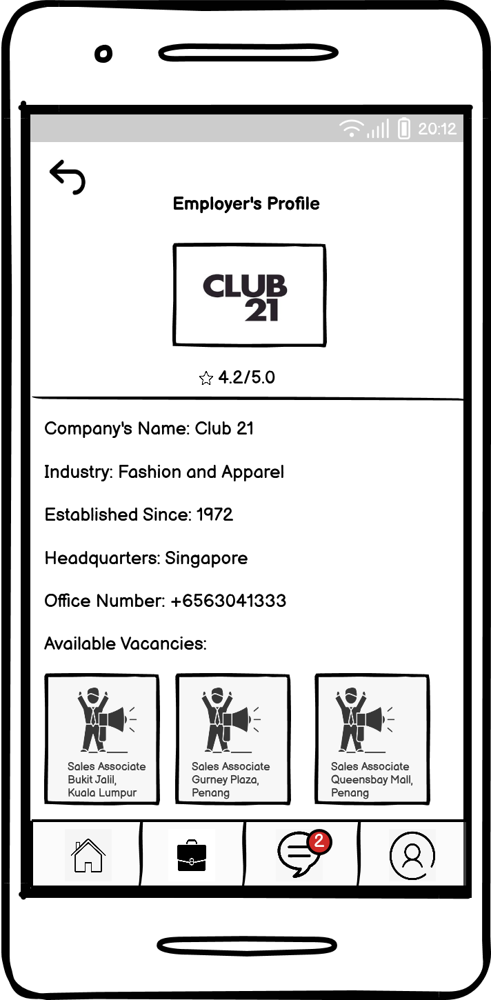 20:12
Employer's Profile
CLUB
21
4.2/5.0
Company's Name: Club 21
Industry: Fashion and Apparel
Established Since: 1972
Headquarters: Singapore
Office Number: +6563041333
Available Vacancies:
Sales Associate
Bukit Jalil,
Kuala Lumpur
Sales Associate
Gurney Plaza,
Penang
Sales Associate
Queensbay Mall,
Penang
2